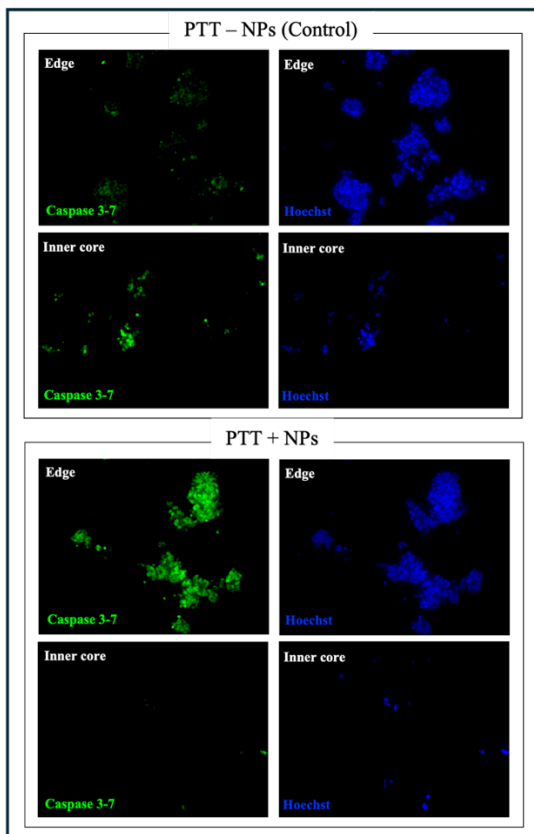 PTT – NPs (Control)
Edge
Caspase 3-7
Hoechst
Inner core
Caspase 3-7
Inner core
Hoechst
PTT + NPs
Edge
Caspase 3-7
Edge
Hoechst
Inner core
Caspase 3-7
Inner core
Hoechst